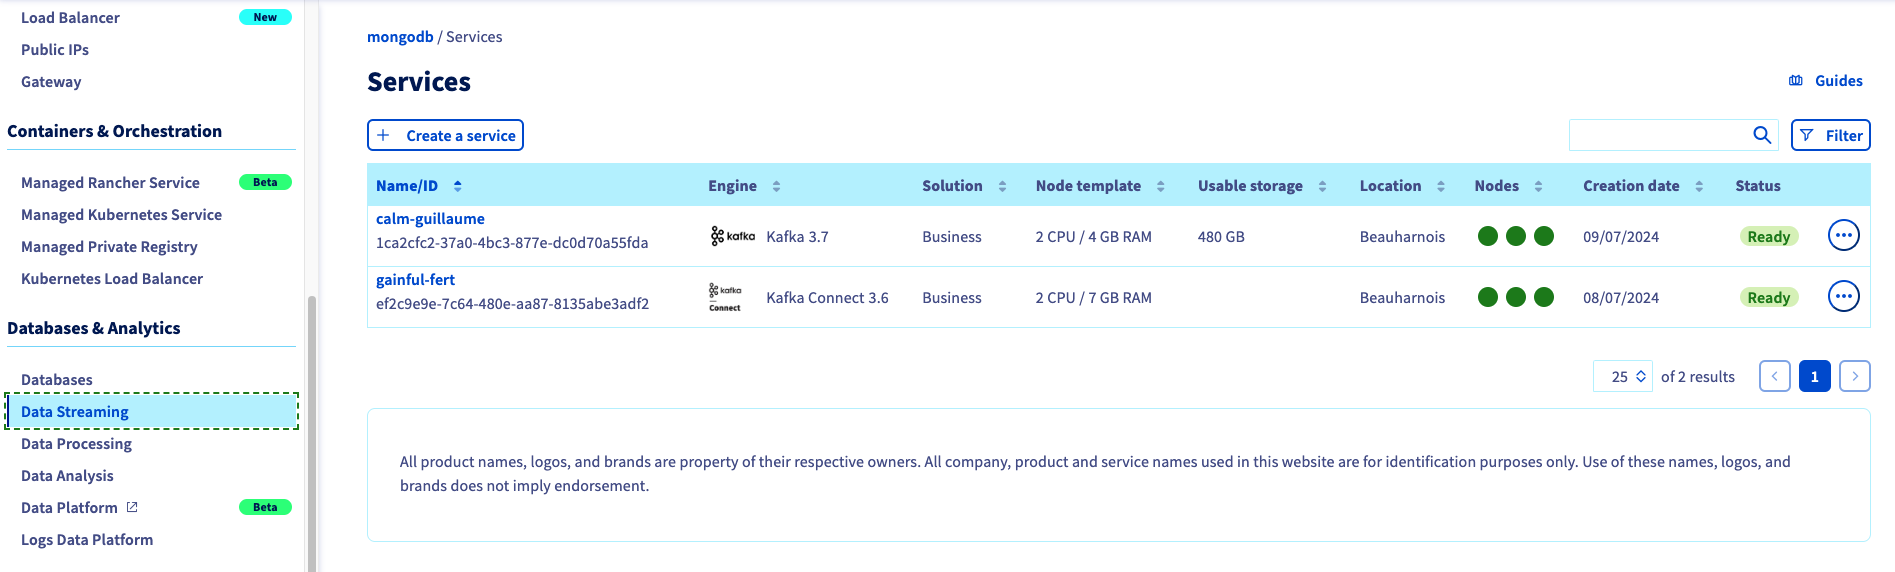 Load Balancer New
Public IPs
Gateway
Containers & Orchestration
Managed Rancher Service Beta
Managed Kubernetes Service
Managed Private Registry
Kubernetes Load Balancer
Databases & Analytics
Databases
Data Streaming
Data Processing
Data Analysis
Data Platform Beta
Logs Data Platform
mongodb / Services
Services
Guides
+ Create a service
Filter
Name/ID Engine Solution Node template Usable storage Location Nodes Creation date Status
calm-guillaume
1ca2cfc2-37a0-4bc3-877e-dc0d70a55fda kafka Kafka 3.7 Business 2 CPU / 4 GB RAM 480 GB Beauharnois 09/07/2024 Ready
gainful-fert
ef2c9e9e-7c64-480e-aa87-8135abe3adf2 kafka Connect Kafka Connect 3.6 Business 2 CPU / 7 GB RAM Beauharnois 08/07/2024 Ready
25 of 2 results 1
All product names, logos, and brands are property of their respective owners. All company, product and service names used in this website are for identification purposes only. Use of these names, logos, and
brands does not imply endorsement.